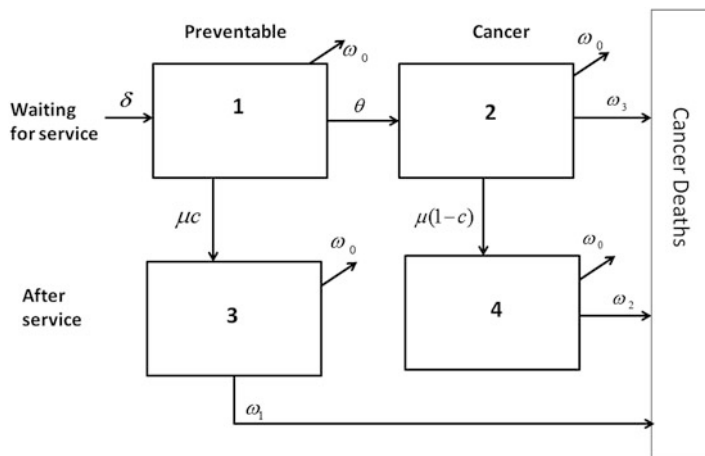 Preventable
Cancer
ω₀
ω₀
Waiting
for service
δ
1
θ
2
ω₃
Cancer Deaths
μc
μ(1−c)
ω₀
ω₀
After
service
3
4
ω₂
ω₁